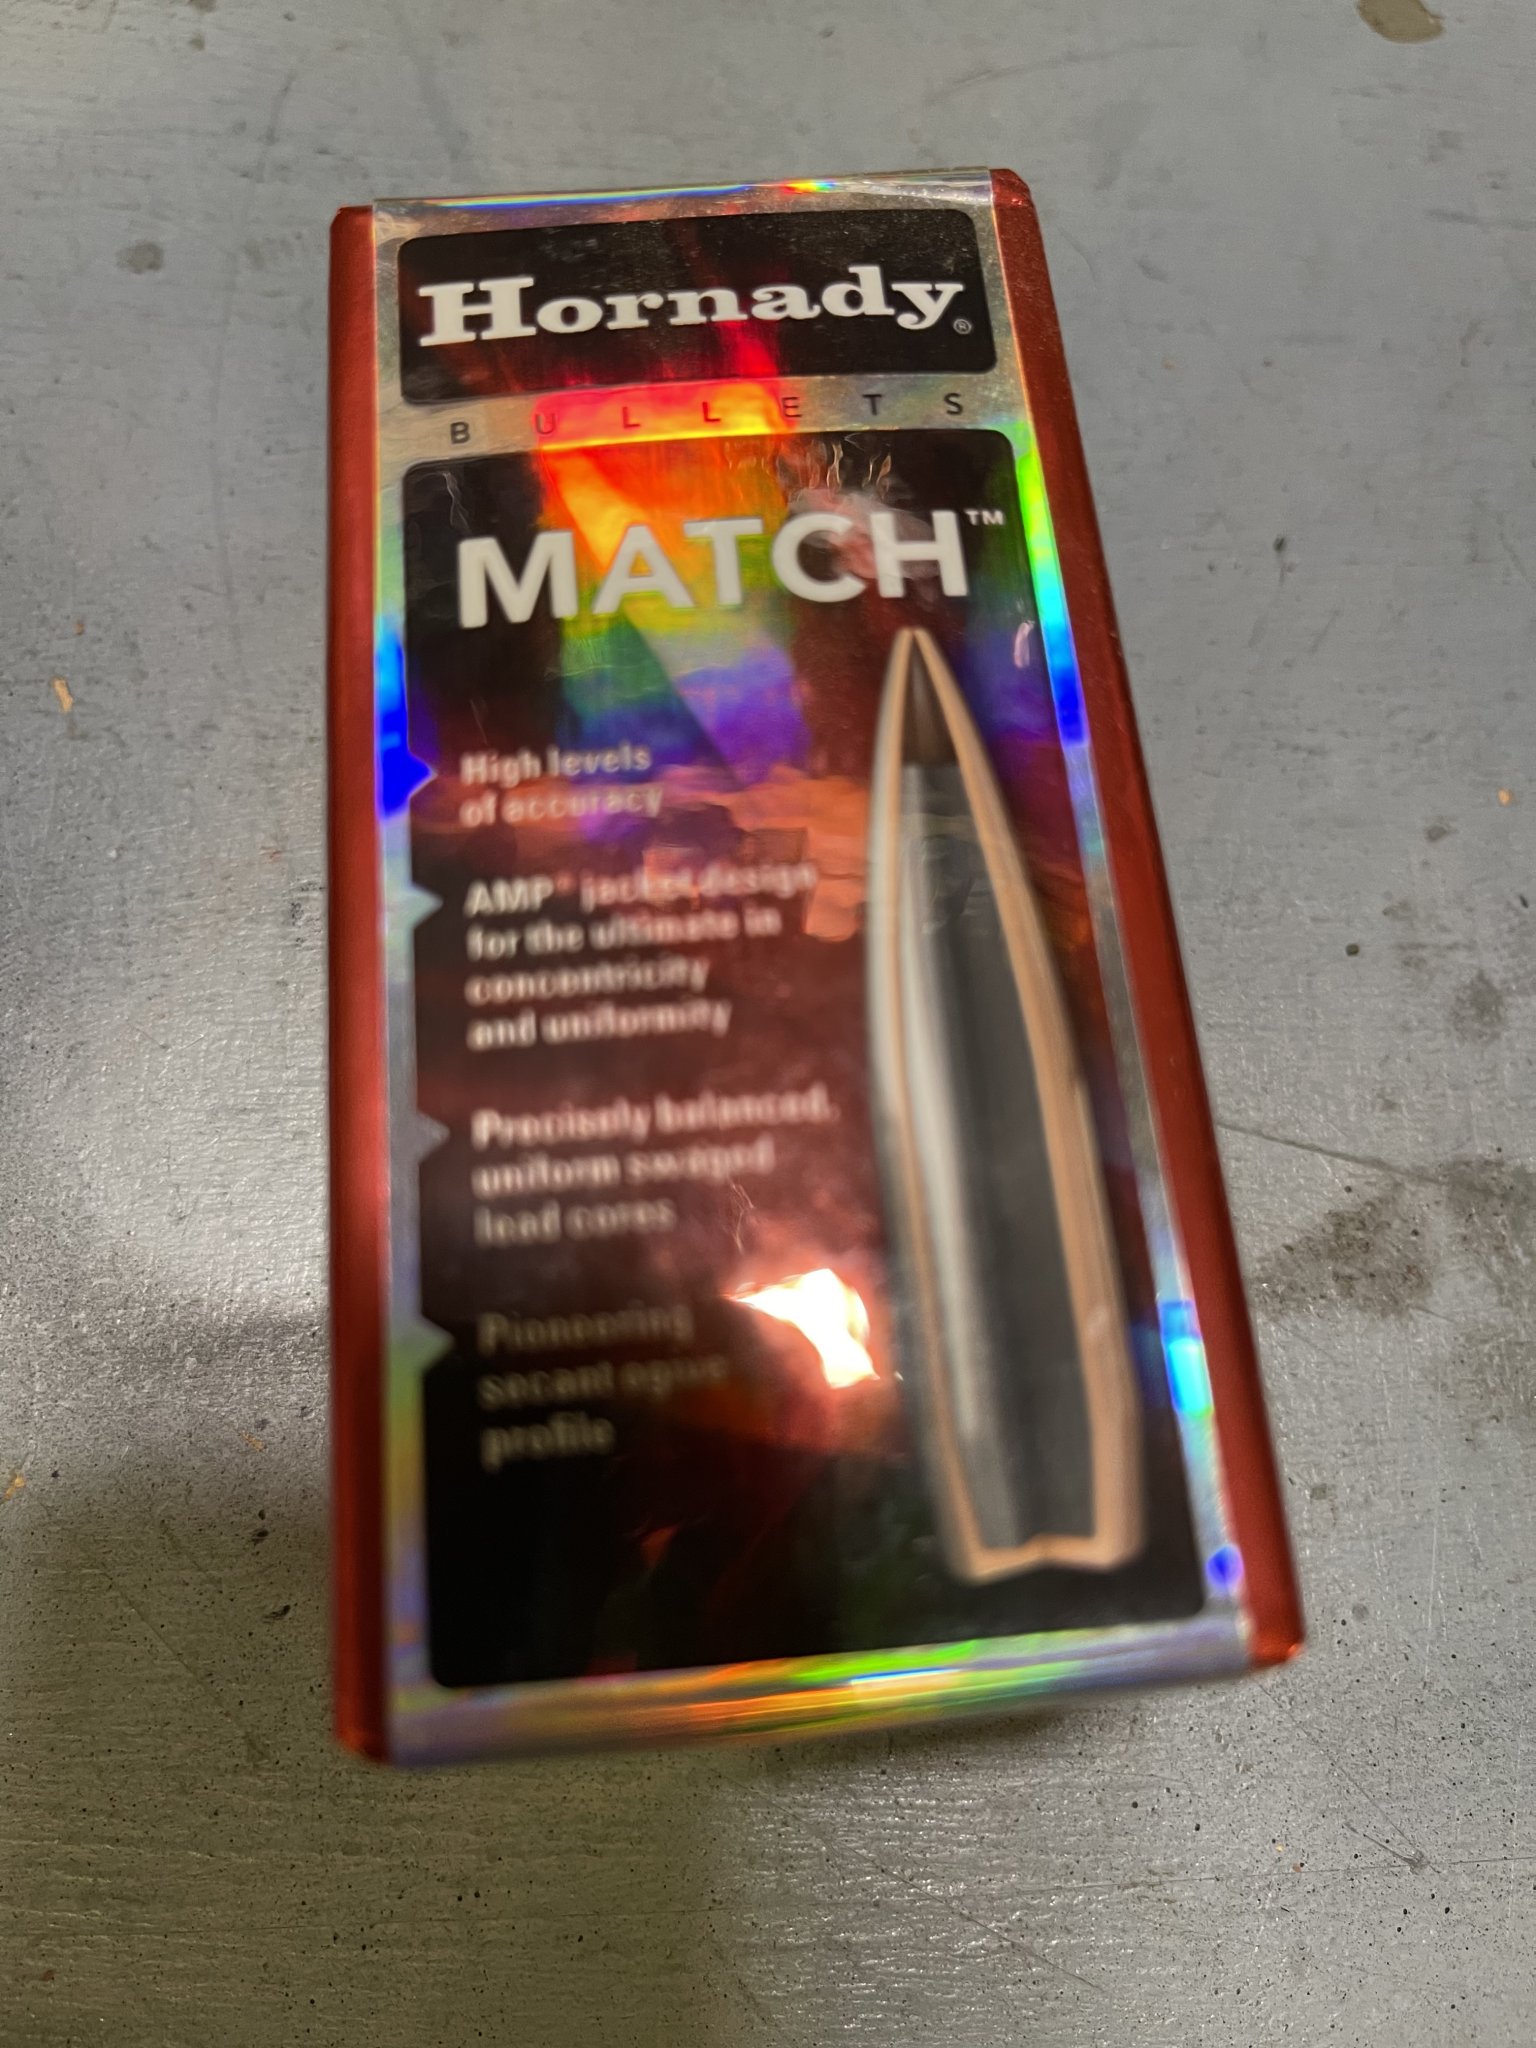 Hornady®
BULLETS
MATCH™
High levels
of accuracy
AMP® jacket design
for the ultimate in
concentricity
and uniformity
Precisely balanced,
uniform swaged
lead cores
Pioneering
secant ogive
profile